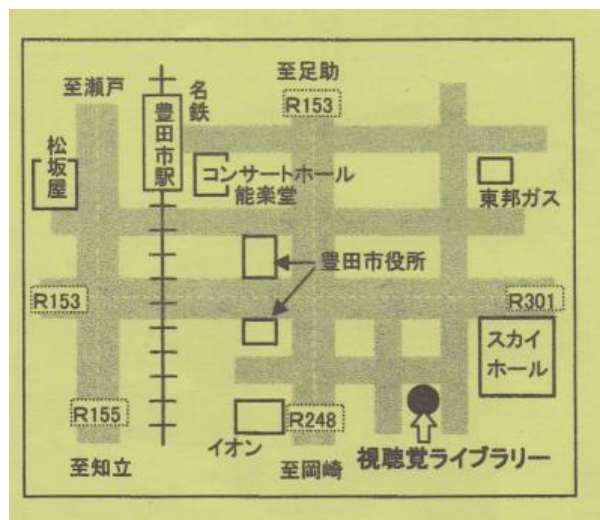 至瀬戸
名鉄
至足助
R153
豊田市駅
松坂屋
コンサートホール
能楽堂
東邦ガス
豊田市役所
R153
R301
スカイ
ホール
R155
イオン
R248
視聴覚ライブラリー
至知立
至岡崎